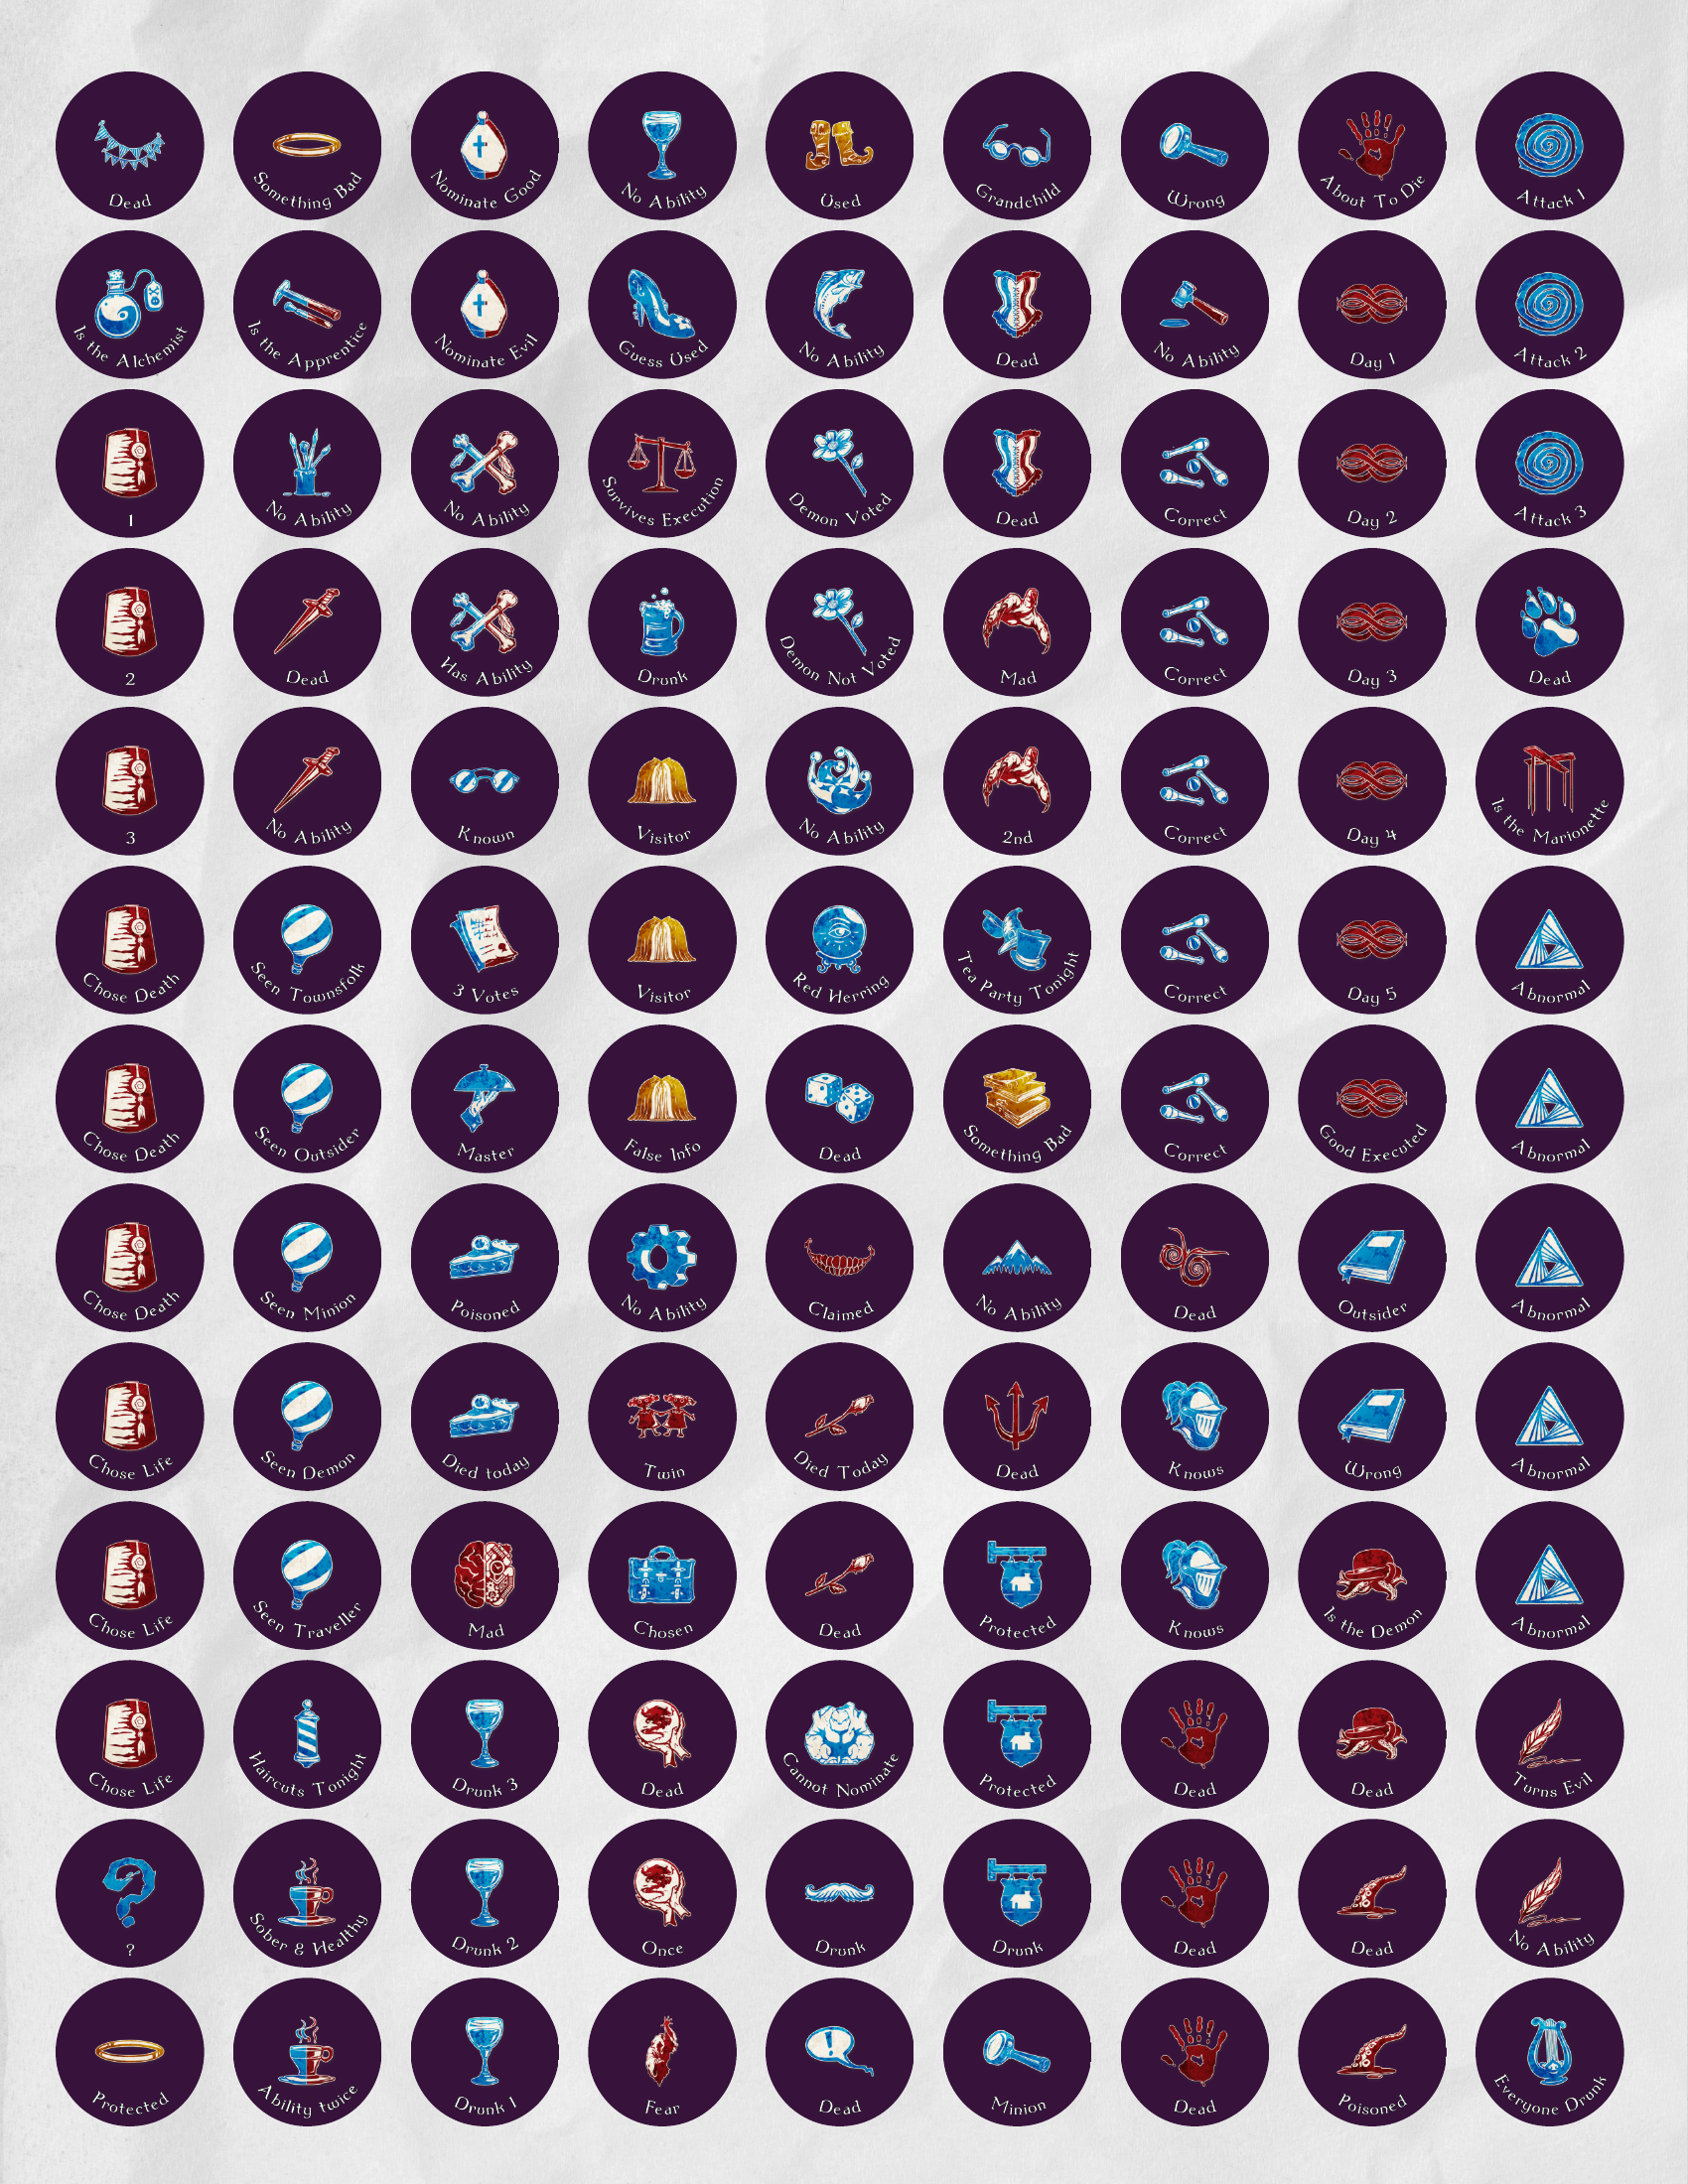 Dead
Something Bad
Nominate Good
No Ability
Used
Grandchild
Wrong
About To Die
Attack 1
Is the Alchemist
Is the Apprentice
Nominate Evil
Guess Used
No Ability
Dead
No Ability
Day 1
Attack 2
1
No Ability
No Ability
Survives Execution
Demon Voted
Dead
Correct
Day 2
Attack 3
2
Dead
Has Ability
Drunk
Demon Not Voted
Mad
Correct
Day 3
Dead
3
No Ability
Known
Visitor
No Ability
2nd
Correct
Day 4
Is the Marionette
Chose Death
Seen Townsfolk
3 Votes
Visitor
Red Herring
Tea Party Tonight
Correct
Day 5
Abnormal
Chose Death
Seen Outsider
Master
False Info
Dead
Something Bad
Correct
Good Executed
Abnormal
Chose Death
Seen Minion
Poisoned
No Ability
Claimed
No Ability
Dead
Outsider
Abnormal
Chose Life
Seen Demon
Died today
Twin
Died Today
Dead
Knows
Wrong
Abnormal
Chose Life
Seen Traveller
Mad
Chosen
Dead
Protected
Knows
Is the Demon
Abnormal
Chose Life
Haircuts Tonight
Drunk 3
Dead
Cannot Nominate
Protected
Dead
Dead
Turns Evil
?
Sober & Healthy
Drunk 2
Once
Drunk
Drunk
Dead
Dead
No Ability
Protected
Ability twice
Drunk 1
Fear
Dead
Minion
Dead
Poisoned
Everyone Drunk